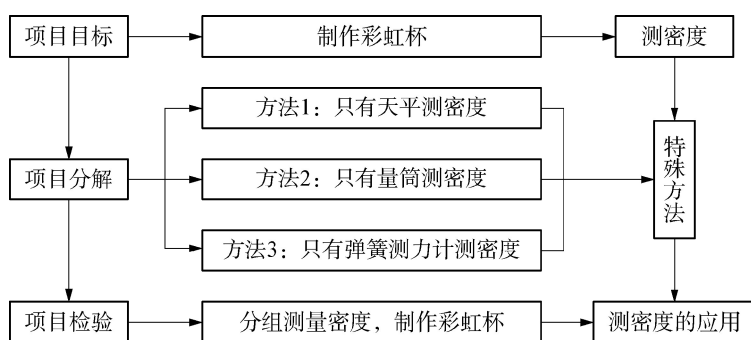 项目目标
制作彩虹杯
测密度
方法1：只有天平测密度
项目分解
方法2：只有量筒测密度
特殊方法
方法3：只有弹簧测力计测密度
项目检验
分组测量密度，制作彩虹杯
测密度的应用